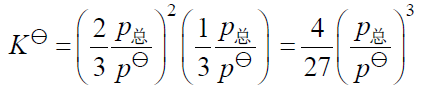 K^⊖ = (2/3 p总/p^⊖)^2 (1/3 p总/p^⊖) = 4/27 (p总/p^⊖)^3